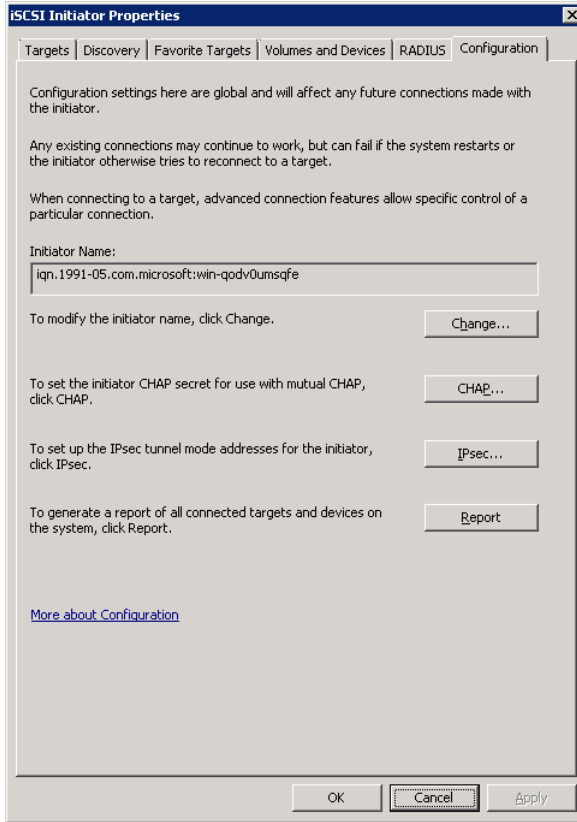 iSCSI Initiator Properties
Targets Discovery Favorite Targets Volumes and Devices RADIUS Configuration
Configuration settings here are global and will affect any future connections made with
the initiator.
Any existing connections may continue to work, but can fail if the system restarts or
the initiator otherwise tries to reconnect to a target.
When connecting to a target, advanced connection features allow specific control of a
particular connection.
Initiator Name:
iqn.1991-05.com.microsoft:win-qodv0umsqfe
To modify the initiator name, click Change.
Change...
To set the initiator CHAP secret for use with mutual CHAP,
click CHAP.
CHAP...
To set up the IPsec tunnel mode addresses for the initiator,
click IPsec.
IPsec...
To generate a report of all connected targets and devices on
the system, click Report.
Report
More about Configuration
OK Cancel Apply